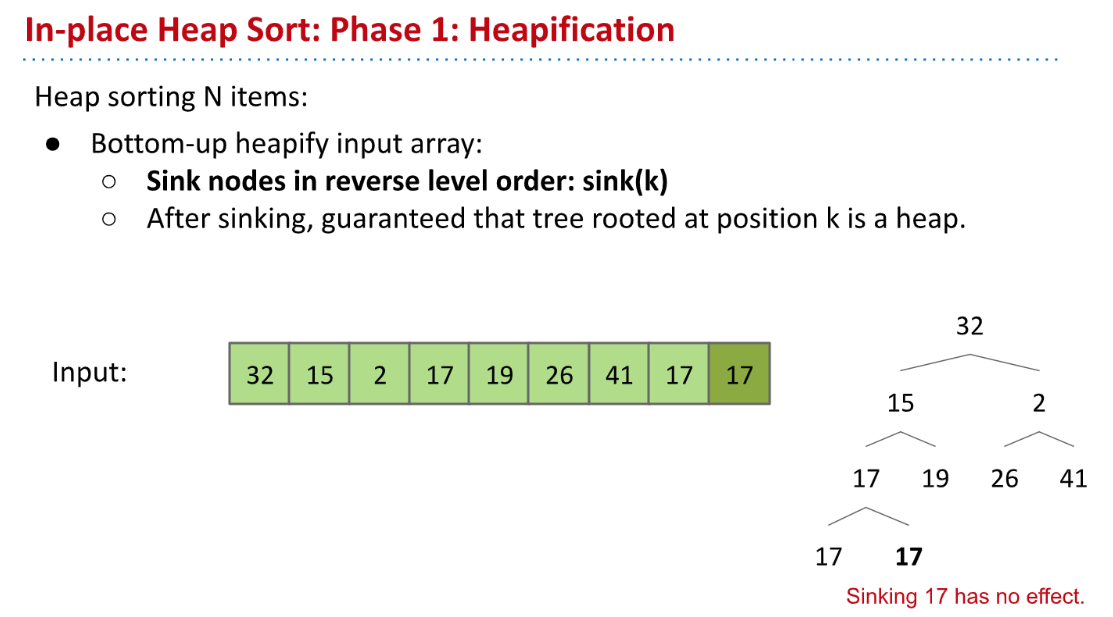 In-place Heap Sort: Phase 1: Heapification
Heap sorting N items:
● Bottom-up heapify input array:
○ Sink nodes in reverse level order: sink(k)
○ After sinking, guaranteed that tree rooted at position k is a heap.
Input:
32 15 2 17 19 26 41 17 17
32
15 2
17 19 26 41
17 17
Sinking 17 has no effect.